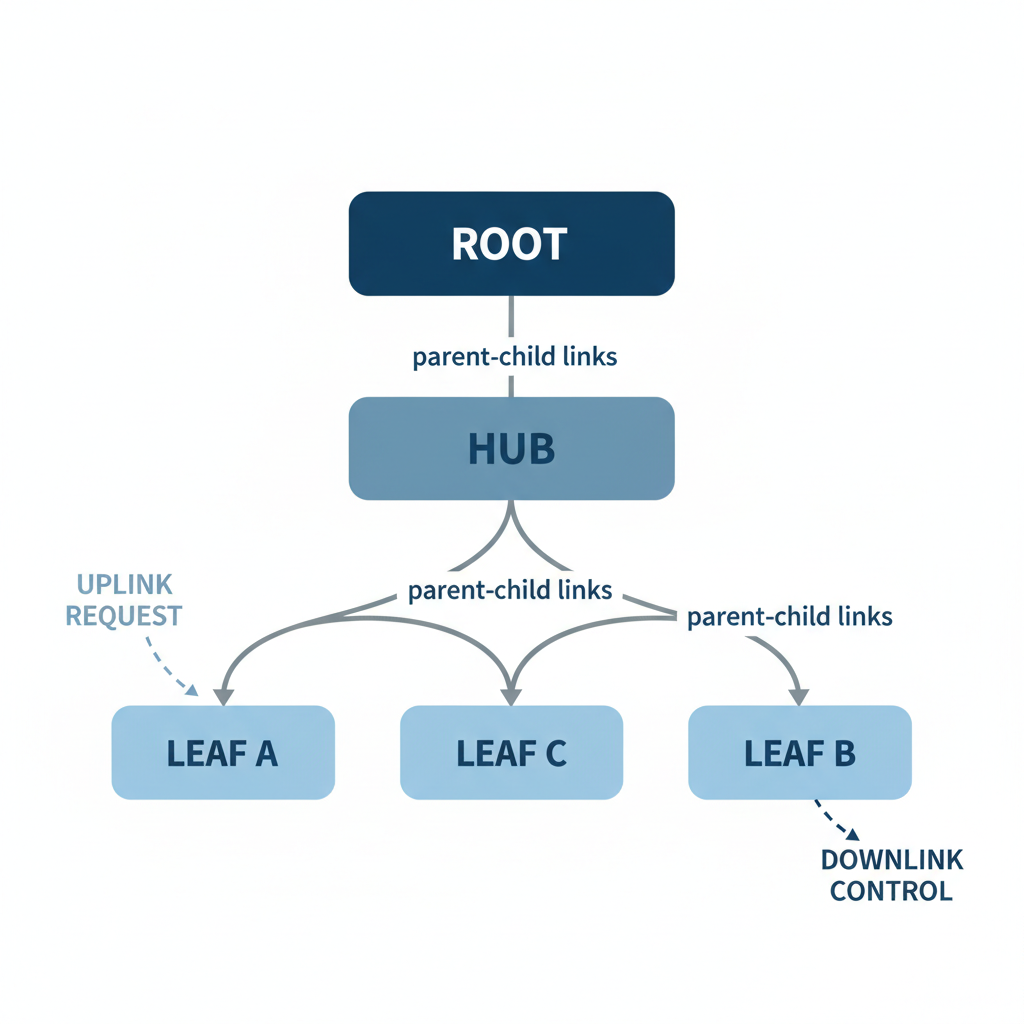 ROOT
parent-child links
HUB
UPLINK
REQUEST
parent-child links
parent-child links
LEAF A
LEAF C
LEAF B
DOWNLINK
CONTROL